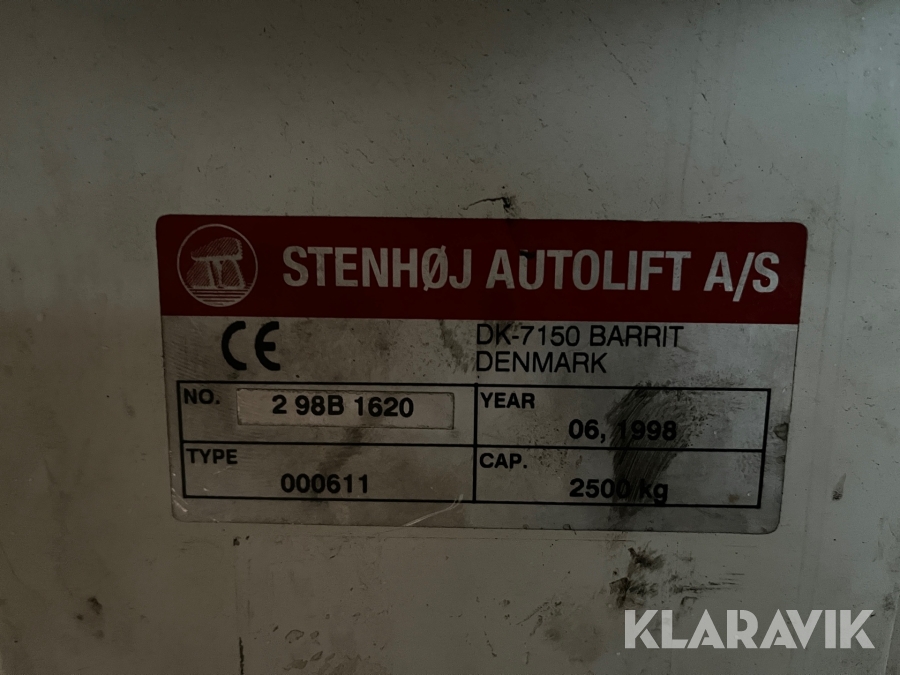 STENHØJ AUTOLIFT A/S
CE
DK-7150 BARRIT
DENMARK
NO. 2 98B 1620
YEAR 06, 1998
TYPE 000611
CAP. 2500 kg
KLARAVIK